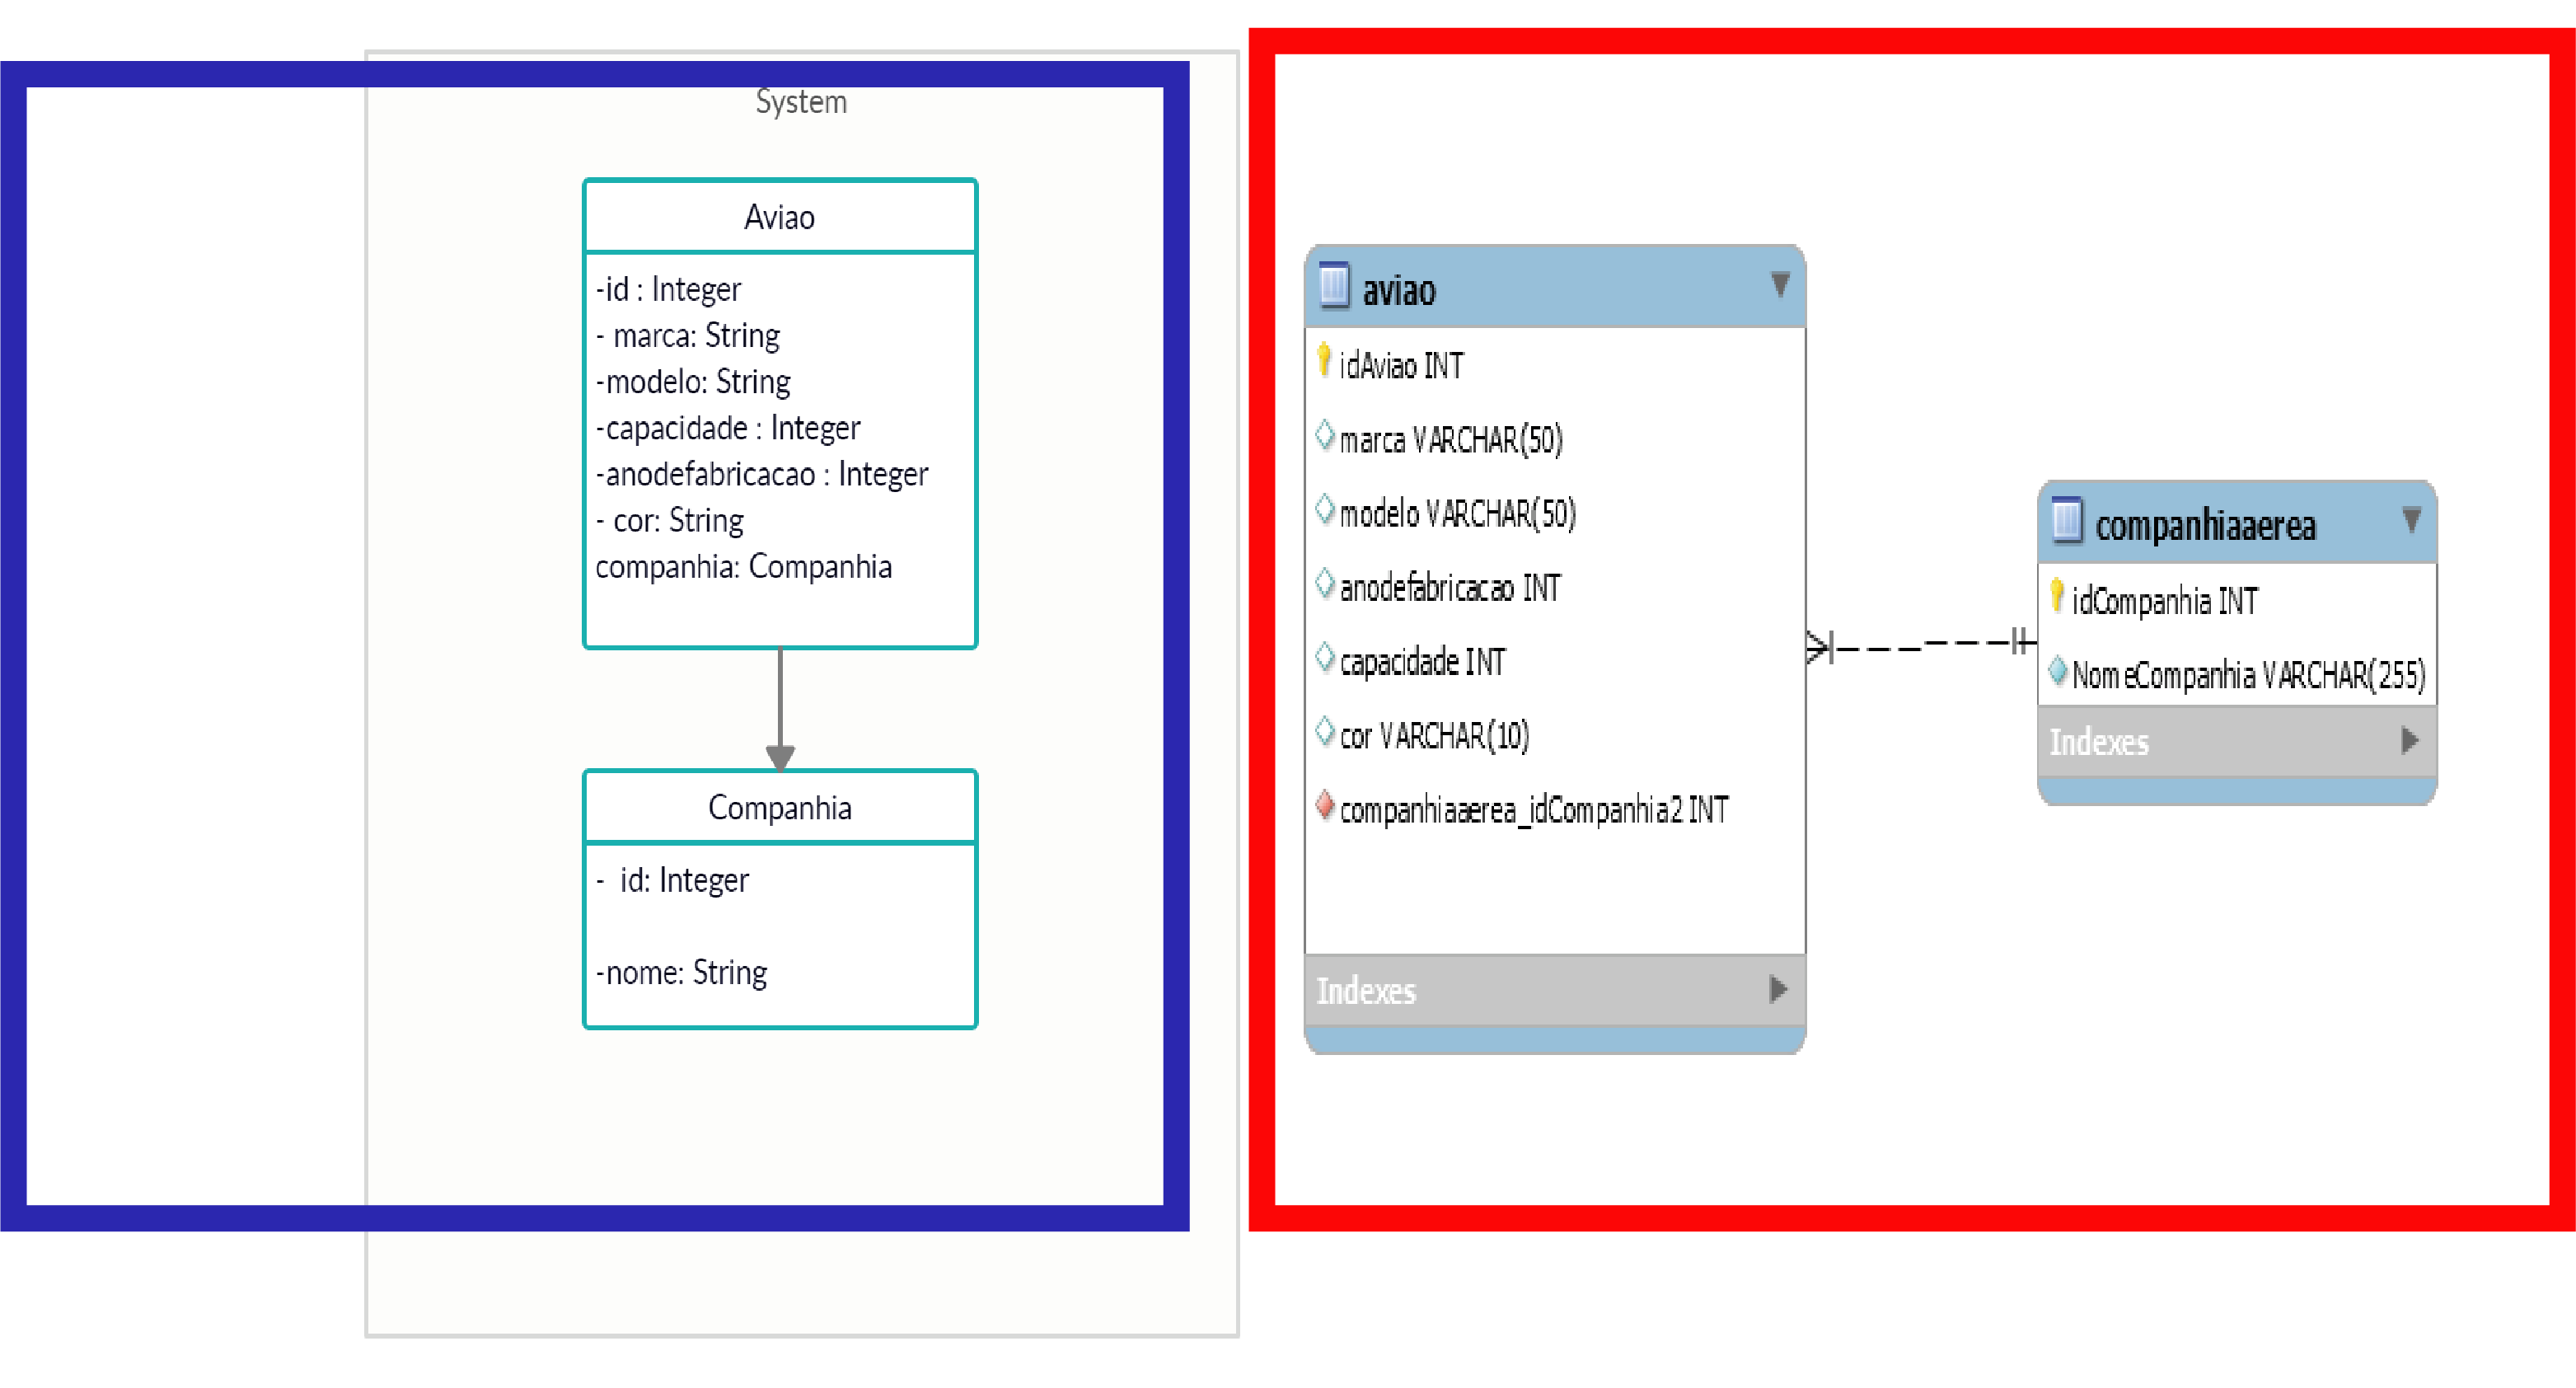 System
Aviao
-id : Integer
- marca: String
-modelo: String
-capacidade : Integer
-anodefabricacao : Integer
- cor: String
companhia: Companhia
Companhia
- id: Integer
-nome: String
aviao
idAviao INT
marca VARCHAR(50)
modelo VARCHAR(50)
anodefabricacao INT
capacidade INT
cor VARCHAR(10)
companhiaaerea_idCompanhia2 INT
Indexes
companhiaaerea
idCompanhia INT
NomeCompanhia VARCHAR(255)
Indexes